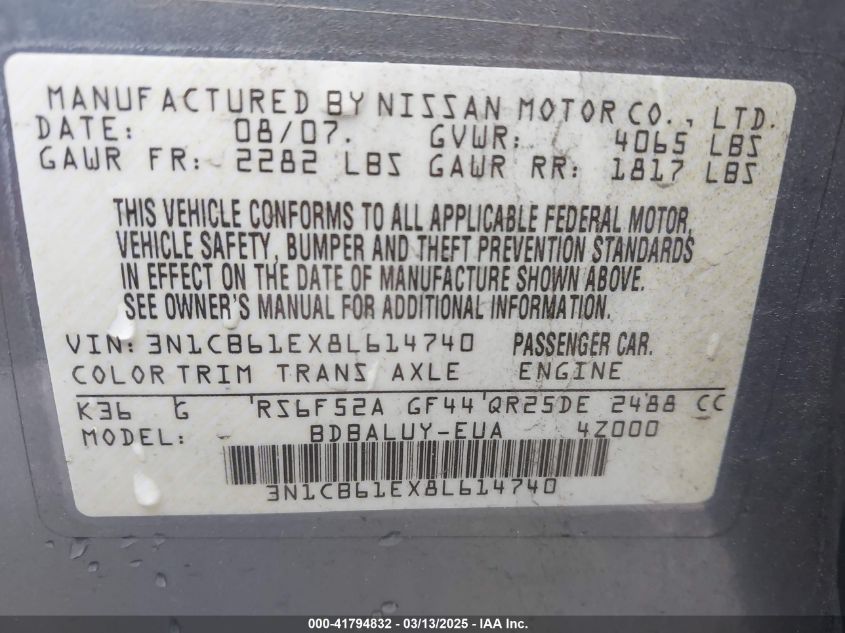 MANUFACTURED BY NISSAN MOTOR CO., LTD.
DATE: 08/07. GVWR: 4065 LBS
GAWR FR: 2282 LBS GAWR RR: 1817 LBS
THIS VEHICLE CONFORMS TO ALL APPLICABLE FEDERAL MOTOR
VEHICLE SAFETY, BUMPER AND THEFT PREVENTION STANDARDS
IN EFFECT ON THE DATE OF MANUFACTURE SHOWN ABOVE.
SEE OWNER'S MANUAL FOR ADDITIONAL INFORMATION.
VIN: 3N1CB61EX8L614740 PASSENGER CAR.
COLOR TRIM TRANS AXLE ENGINE
K36 G RS6F52A GF44 QR25DE 2488 CC
MODEL: BDBALUY-EUA 4Z000
3N1CB61EX8L614740
000-41794832 - 03/13/2025 - IAA Inc.